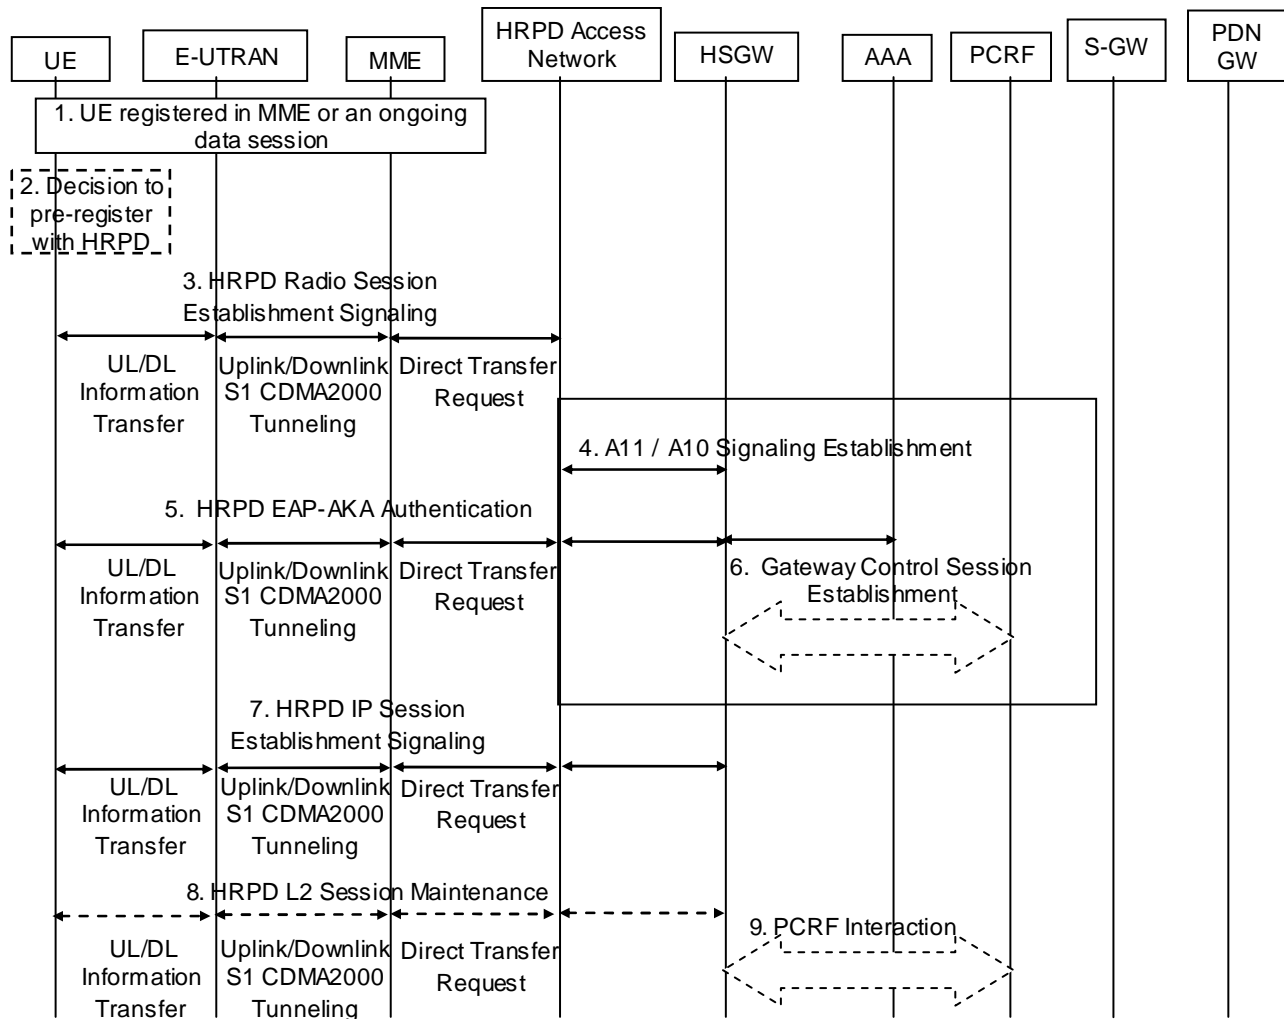 UE
E-UTRAN
MME
HRPD Access
Network
HSGW
AAA
PCRF
S-GW
PDN
GW
1. UE registered in MME or an ongoing
data session
2. Decision to
pre-register
with HRPD
3. HRPD Radio Session
Establishment Signaling
UL/DL
Information
Transfer
Uplink/Downlink
S1 CDMA2000
Tunneling
Direct Transfer
Request
4. A11 / A10 Signaling Establishment
5. HRPD EAP-AKA Authentication
UL/DL
Information
Transfer
Uplink/Downlink
S1 CDMA2000
Tunneling
Direct Transfer
Request
6. Gateway Control Session
Establishment
7. HRPD IP Session
Establishment Signaling
UL/DL
Information
Transfer
Uplink/Downlink
S1 CDMA2000
Tunneling
Direct Transfer
Request
8. HRPD L2 Session Maintenance
UL/DL
Information
Transfer
Uplink/Downlink
S1 CDMA2000
Tunneling
Direct Transfer
Request
9. PCRF Interaction